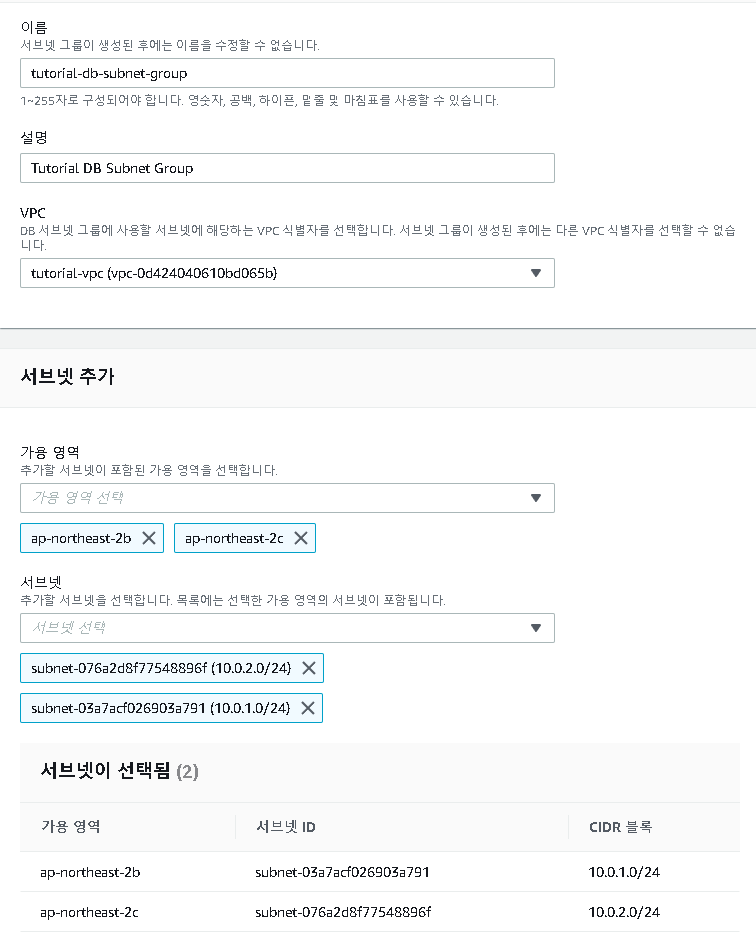 이름
서브넷 그룹이 생성된 후에는 이름을 수정할 수 없습니다.
tutorial-db-subnet-group
1~255자로 구성되어야 합니다. 영숫자, 공백, 하이픈, 밑줄 및 마침표를 사용할 수 있습니다.
설명
Tutorial DB Subnet Group
VPC
DB 서브넷 그룹에 사용할 서브넷에 해당하는 VPC 식별자를 선택합니다. 서브넷 그룹이 생성된 후에는 다른 VPC 식별자를 선택할 수 없습
니다.
tutorial-vpc (vpc-0d424040610bd065b)
서브넷 추가
가용 영역
추가할 서브넷이 포함된 가용 영역을 선택합니다.
가용 영역 선택
ap-northeast-2b ap-northeast-2c
서브넷
추가할 서브넷을 선택합니다. 목록에는 선택한 가용 영역의 서브넷이 포함됩니다.
서브넷 선택
subnet-076a2d8f77548896f (10.0.2.0/24)
subnet-03a7acf026903a791 (10.0.1.0/24)
서브넷이 선택됨 (2)
가용 영역 서브넷 ID CIDR 블록
ap-northeast-2b subnet-03a7acf026903a791 10.0.1.0/24
ap-northeast-2c subnet-076a2d8f77548896f 10.0.2.0/24